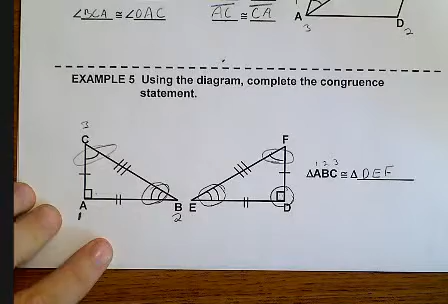 ∠BCA ≅ ∠DAC AC ≅ CA A D
3 2
EXAMPLE 5 Using the diagram, complete the congruence
statement.
3
C F
1 2 3
ΔABC ≅ Δ DEF
A B E D
1 2